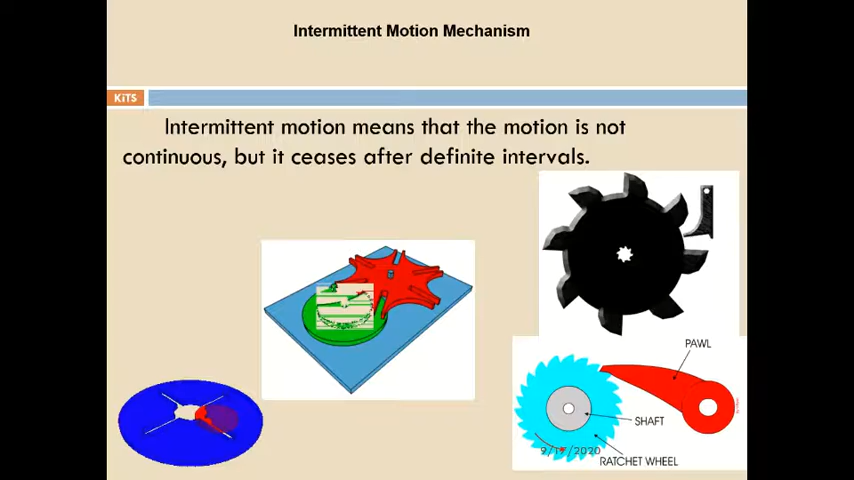 Intermittent Motion Mechanism
KiTS
Intermittent motion means that the motion is not
continuous, but it ceases after definite intervals.
PAWL
SHAFT
RATCHET WHEEL